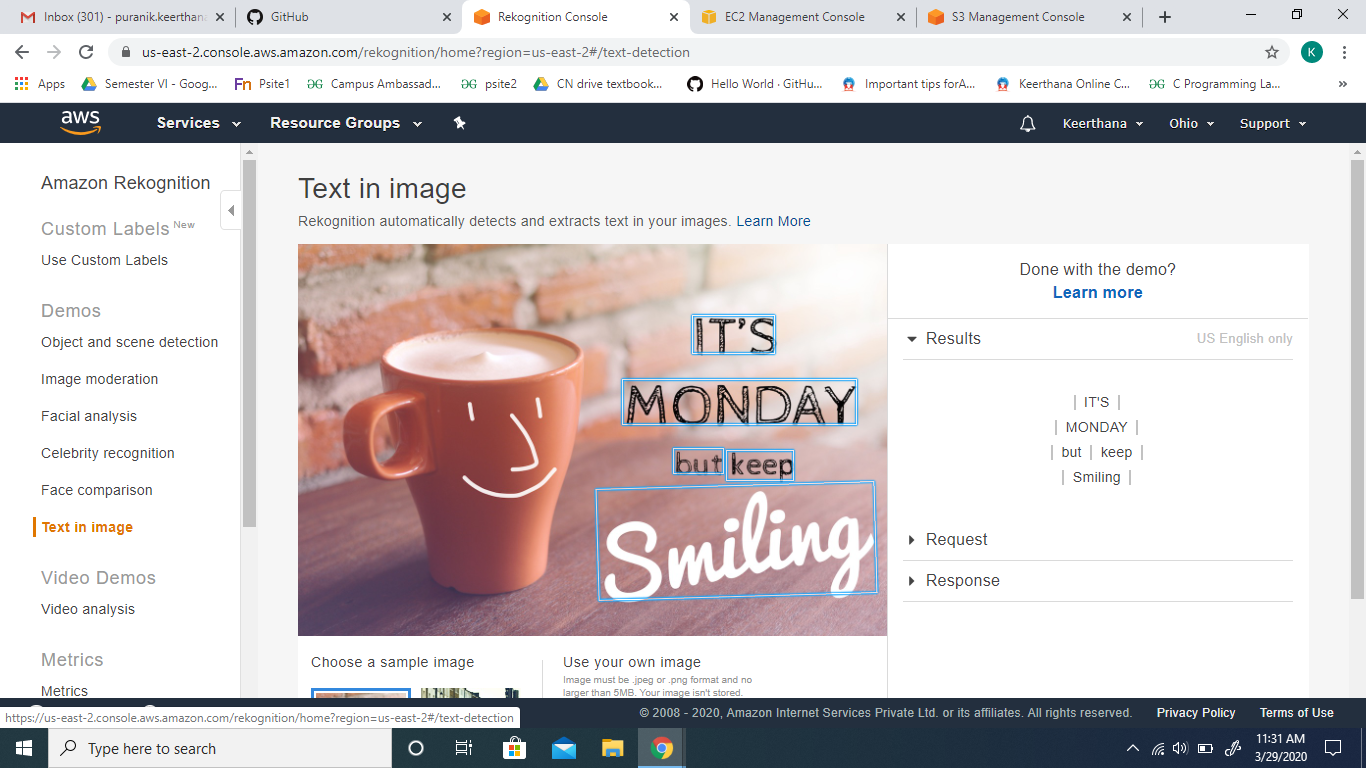 Inbox (301) - puranik.keerthana
GitHub
Rekognition Console
EC2 Management Console
S3 Management Console
us-east-2.console.aws.amazon.com/rekognition/home?region=us-east-2#/text-detection
K
Apps
Semester VI - Goog...
Fn Psite1
Campus Ambassad...
psite2
CN drive textbook...
Hello World · GitHu...
Important tips forA...
Keerthana Online C...
C Programming La...
»
aws
Services
Resource Groups
Keerthana
Ohio
Support
Amazon Rekognition
Custom Labels New
Use Custom Labels
Demos
Object and scene detection
Image moderation
Facial analysis
Celebrity recognition
Face comparison
Text in image
Video Demos
Video analysis
Metrics
Metrics
Text in image
Rekognition automatically detects and extracts text in your images. Learn More
IT'S
MONDAY
but keep
Smiling
Choose a sample image
Use your own image
Image must be .jpeg or .png format and no
larger than 5MB. Your image isn't stored.
Done with the demo?
Learn more
Results
US English only
| IT'S |
| MONDAY |
| but | keep |
| Smiling |
Request
Response
https://us-east-2.console.aws.amazon.com/rekognition/home?region=us-east-2#/text-detection
© 2008 - 2020, Amazon Internet Services Private Ltd. or its affiliates. All rights reserved.
Privacy Policy
Terms of Use
Type here to search
11:31 AM
3/29/2020